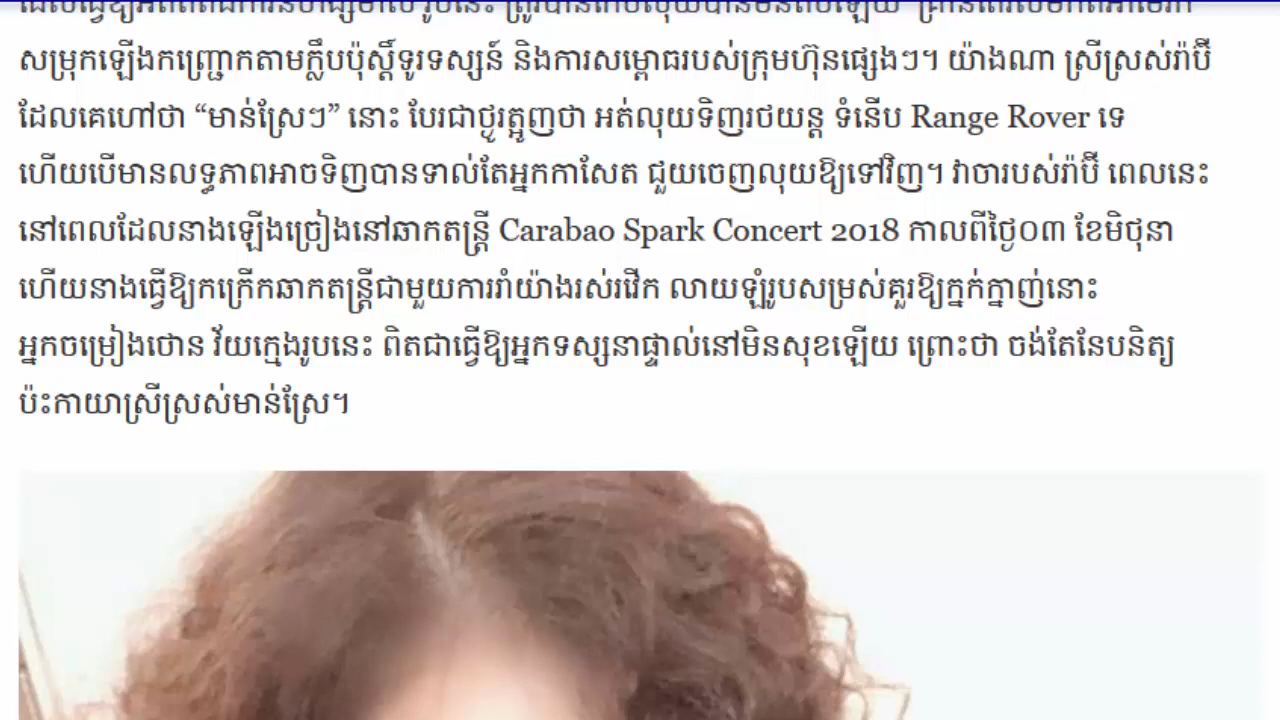 សម្រុកឡើងកញ្ជ្រោកតាមក្លឹបប៉ុស្តិ៍ទូរទស្សន៍ និងការសម្ពោធរបស់ក្រុមហ៊ុនផ្សេងៗ។ យ៉ាងណា ស្រីស្រស់រ៉ាប៊ី
ដែលគេហៅថា “មាន់ស្រែៗ” នោះ បែរជាថ្ងូរត្អូញថា អត់លុយទិញរថយន្ត ទំនើប Range Rover ទេ
ហើយបើមានលទ្ធភាពអាចទិញបានទាល់តែអ្នកកាសែត ជួយចេញលុយឱ្យទៅវិញ។ វាចារបស់រ៉ាប៊ី ពេលនេះ
នៅពេលដែលនាងឡើងច្រៀងនៅឆាកតន្ត្រី Carabao Spark Concert 2018 កាលពីថ្ងៃ០៣ ខែមិថុនា
ហើយនាងធ្វើឱ្យកក្រើកឆាកតន្ត្រីជាមួយការរាំយ៉ាងរស់រវើក លាយឡំរូបសម្រស់គួរឱ្យក្នក់ក្នាញ់នោះ
អ្នកចម្រៀងថោន វ័យក្មេងរូបនេះ ពិតជាធ្វើឱ្យអ្នកទស្សនាផ្ទាល់នៅមិនសុខឡើយ ព្រោះថា ចង់តែនែបនិត្យ
ប៉ះកាយាស្រីស្រស់មាន់ស្រែ។